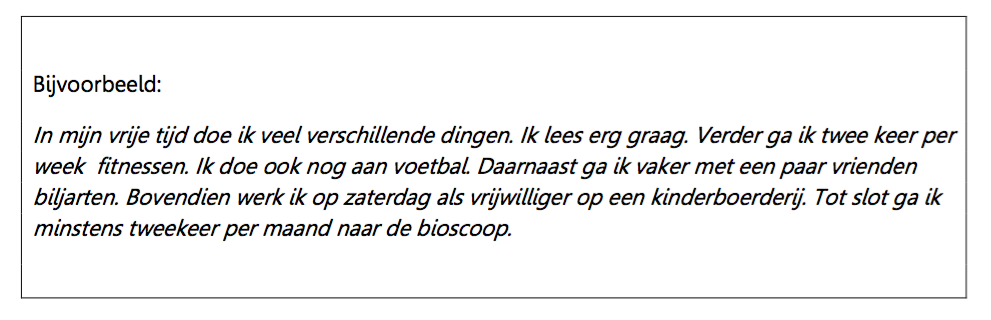 Bijvoorbeeld:
In mijn vrije tijd doe ik veel verschillende dingen. Ik lees erg graag. Verder ga ik twee keer per
week  fitnessen. Ik doe ook nog aan voetbal. Daarnaast ga ik vaker met een paar vrienden
biljarten. Bovendien werk ik op zaterdag als vrijwilliger op een kinderboerderij. Tot slot ga ik
minstens tweekeer per maand naar de bioscoop.